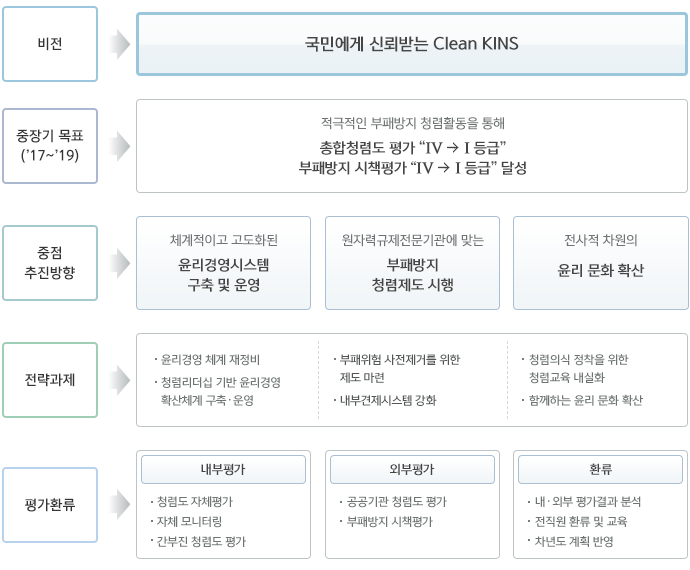 비전
국민에게 신뢰받는 Clean KINS
중장기 목표
('17~'19)
적극적인 부패방지 청렴활동을 통해
총합청렴도 평가 “IV → I 등급”
부패방지 시책평가 “IV → I 등급” 달성
중점
추진방향
체계적이고 고도화된
윤리경영시스템
구축 및 운영
원자력규제전문기관에 맞는
부패방지
청렴제도 시행
전사적 차원의
윤리 문화 확산
전략과제
· 윤리경영 체계 재정비
· 청렴리더십 기반 윤리경영
확산체계 구축·운영
· 부패위험 사전제거를 위한
제도 마련
· 내부견제시스템 강화
· 청렴의식 정착을 위한
청렴교육 내실화
· 함께하는 윤리 문화 확산
평가환류
내부평가
· 청렴도 자체평가
· 자체 모니터링
· 간부진 청렴도 평가
외부평가
· 공공기관 청렴도 평가
· 부패방지 시책평가
환류
· 내·외부 평가결과 분석
· 전직원 환류 및 교육
· 차년도 계획 반영